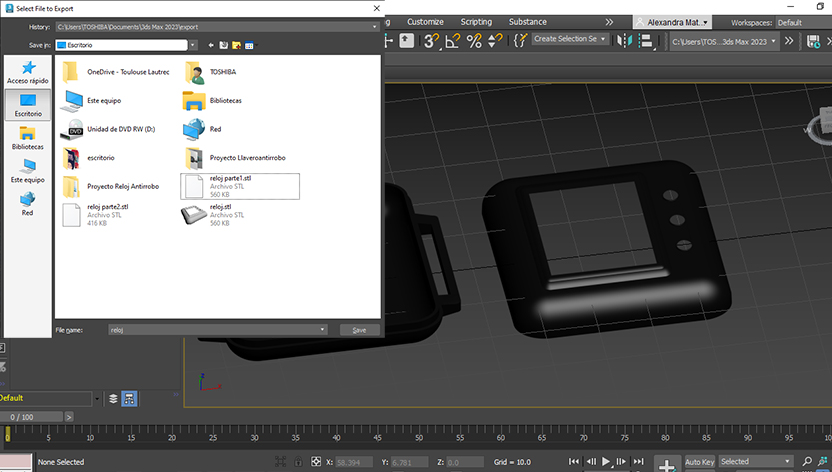 Select File to Export
History: C:\Users\TOSHIBA\Documents\3ds Max 2023\export
Save in: Escritorio
Acceso rápido
Escritorio
Bibliotecas
Este equipo
Red
OneDrive - Toulouse Lautrec
TOSHIBA
Este equipo
Bibliotecas
Unidad de DVD RW (D:)
Red
escritorio
Proyecto Llaveroantirrobo
Proyecto Reloj Antirrobo
reloj parte1.stl
Archivo STL
560 KB
reloj parte2.stl
Archivo STL
416 KB
reloj.stl
Archivo STL
560 KB
File name: reloj
Save
Customize
Scripting
Substance
Alexandra Mat...
Workspaces: Default
Create Selection Se
C:\Users\TOS...3ds Max 2023
Default
0 / 100
0 5 10 15 20 25 30 35 40 45 50 55 60 65 70 75 80 85 90 95
None Selected
X: 58.394
Y: 6.781
Z: 0.0
Grid = 10.0
Auto Key
Selected